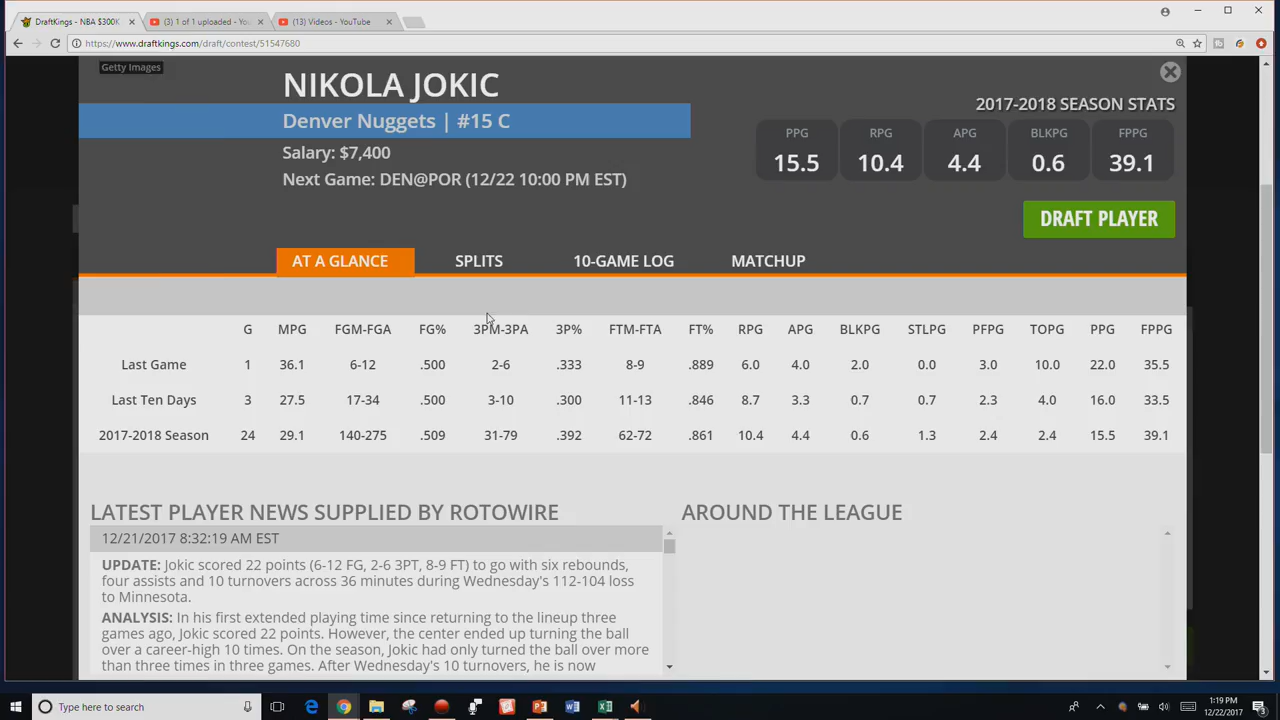 DraftKings - NBA $300K
(3) 1 of 1 uploaded - You
(13) Videos - YouTube
https://www.draftkings.com/draft/contest/51547680
Getty Images
NIKOLA JOKIC
Denver Nuggets | #15 C
Salary: $7,400
Next Game: DEN@POR (12/22 10:00 PM EST)
2017-2018 SEASON STATS
PPG RPG APG BLKPG FPPG
15.5 10.4 4.4 0.6 39.1
DRAFT PLAYER
AT A GLANCE SPLITS 10-GAME LOG MATCHUP
G MPG FGM-FGA FG% 3PM-3PA 3P% FTM-FTA FT% RPG APG BLKPG STLPG PFPG TOPG PPG FPPG
Last Game 1 36.1 6-12 .500 2-6 .333 8-9 .889 6.0 4.0 2.0 0.0 3.0 10.0 22.0 35.5
Last Ten Days 3 27.5 17-34 .500 3-10 .300 11-13 .846 8.7 3.3 0.7 0.7 2.3 4.0 16.0 33.5
2017-2018 Season 24 29.1 140-275 .509 31-79 .392 62-72 .861 10.4 4.4 0.6 1.3 2.4 2.4 15.5 39.1
LATEST PLAYER NEWS SUPPLIED BY ROTOWIRE
12/21/2017 8:32:19 AM EST
UPDATE: Jokic scored 22 points (6-12 FG, 2-6 3PT, 8-9 FT) to go with six rebounds,
four assists and 10 turnovers across 36 minutes during Wednesday's 112-104 loss
to Minnesota.
ANALYSIS: In his first extended playing time since returning to the lineup three
games ago, Jokic scored 22 points. However, the center ended up turning the ball
over a career-high 10 times. On the season, Jokic had only turned the ball over more
than three times in three games. After Wednesday's 10 turnovers, he is now
AROUND THE LEAGUE
Type here to search
1:19 PM
12/22/2017